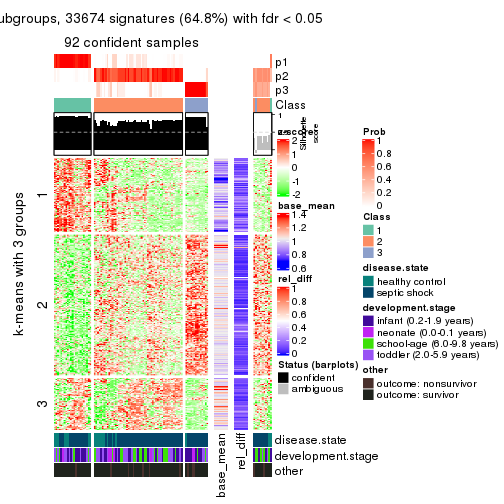 ubgroups, 33674 signatures (64.8%) with fdr < 0.05
92 confident samples
p1
p2
p3
Class
1
Silhouette
score
z-score
2
1
0
-1
-2
base_mean
1.4
1.2
1
0.8
0.6
rel_diff
1
0.8
0.6
0.4
0.2
0
Status (barplots)
confident
ambiguous
Prob
1
0.8
0.6
0.4
0.2
0
Class
1
2
3
disease.state
healthy control
septic shock
development.stage
infant (0.2-1.9 years)
neonate (0.0-0.1 years)
school-age (6.0-9.8 years)
toddler (2.0-5.9 years)
other
outcome: nonsurvivor
outcome: survivor
k-means with 3 groups
1
2
3
disease.state
development.stage
other
base_mean
rel_diff